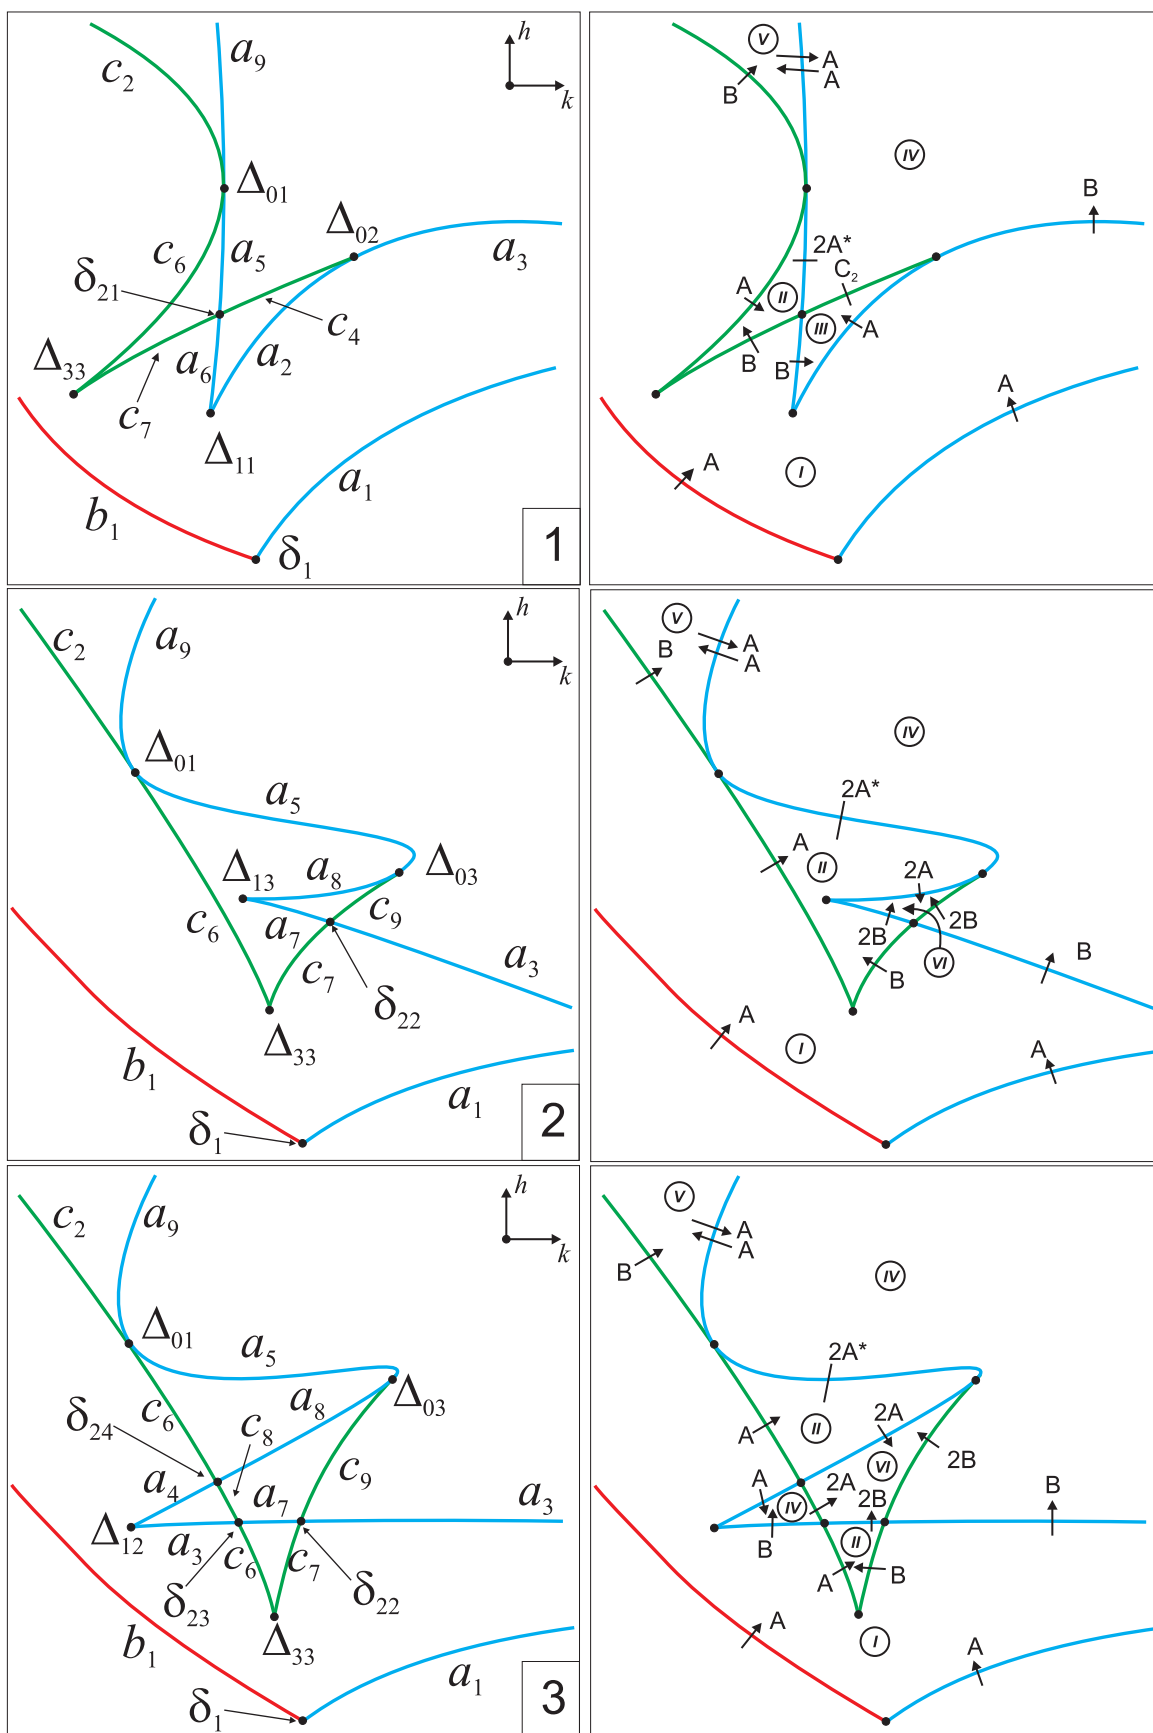 h
k
c₂
a₉
Δ₀₁
Δ₀₂
c₆
a₅
a₃
δ₂₁
c₄
Δ₃₃
a₆
a₂
c₇
Δ₁₁
a₁
b₁
δ₁
1
V
A
A
B
IV
B
2A*
C₂
A
II
III
A
B
B
A
A
I
h
k
c₂
a₉
Δ₀₁
a₅
Δ₁₃
a₈
Δ₀₃
c₆
a₇
c₉
a₃
c₇
δ₂₂
Δ₃₃
b₁
a₁
δ₁
2
V
B
A
A
IV
2A*
A
II
2A
2B
2B
VI
B
B
A
I
A
h
k
c₂
a₉
Δ₀₁
a₅
Δ₀₃
c₆
a₈
δ₂₄
c₈
a₄
a₇
c₉
a₃
Δ₁₂
a₃
c₆
c₇
δ₂₃
δ₂₂
Δ₃₃
b₁
a₁
δ₁
3
V
A
A
B
IV
2A*
A
II
2A
2B
VI
A
IV
2A
2B
B
B
II
A
B
A
I
A